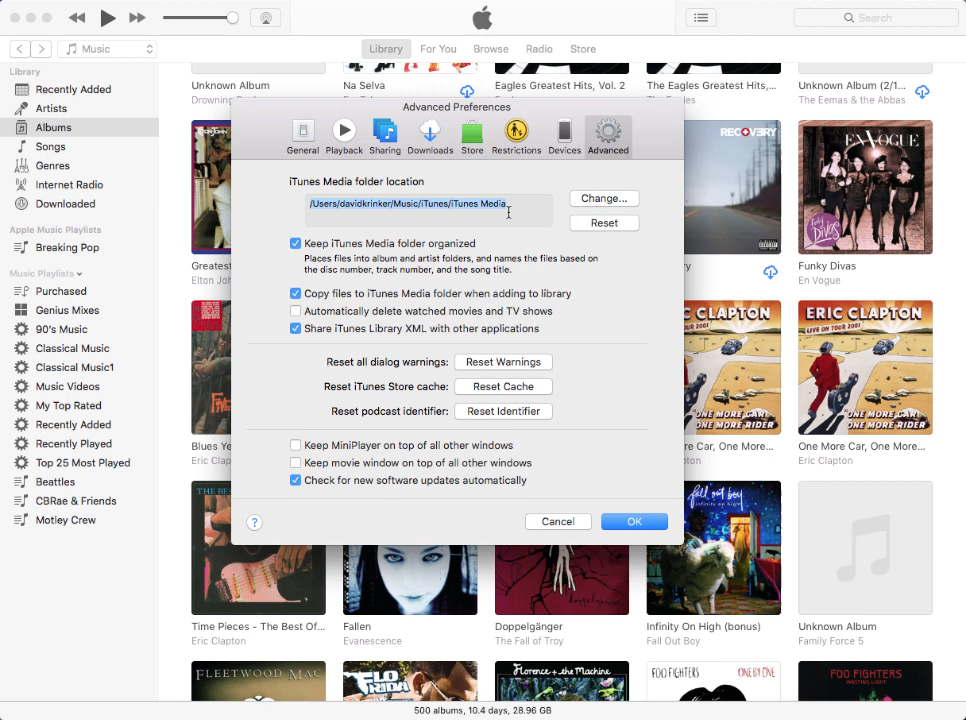 Search
Music
Library
For You
Browse
Radio
Store
Library
Recently Added
Artists
Albums
Songs
Genres
Internet Radio
Downloaded
Apple Music Playlists
Breaking Pop
Music Playlists
Purchased
Genius Mixes
90's Music
Classical Music
Classical Music1
Music Videos
My Top Rated
Recently Added
Recently Played
Top 25 Most Played
Beattles
CBRae & Friends
Motley Crew
Unknown Album
Na Selva
Eagles Greatest Hits, Vol. 2
Eagles Greatest Hits,...
Unknown Album (2/1...
The Eemas & the Abbas
Advanced Preferences
General
Playback
Sharing
Downloads
Store
Restrictions
Devices
Advanced
iTunes Media folder location
/Users/davidkrinker/Music/iTunes/iTunes Media
Change...
Reset
Keep iTunes Media folder organized
Places files into album and artist folders, and names the files based on
the disc number, track number, and the song title.
Copy files to iTunes Media folder when adding to library
Automatically delete watched movies and TV shows
Share iTunes Library XML with other applications
Reset all dialog warnings:
Reset Warnings
Reset iTunes Store cache:
Reset Cache
Reset podcast identifier:
Reset Identifier
Keep MiniPlayer on top of all other windows
Keep movie window on top of all other windows
Check for new software updates automatically
?
Cancel
OK
RECOVERY
EN VOGUE
Funky Divas
Greatest
Elton John
Funky Divas
En Vogue
ERIC CLAPTON
LIVE ON TOUR 2001
ONE MORE CAR
ONE MORE RIDER
Blues
Eric Clap
e Car, One More...
pton
One More Car, One More...
Eric Clapton
fall out boy
Time Pieces - The Best Of...
Eric Clapton
Fallen
Evanescence
Doppelgänger
The Fall of Troy
Infinity On High (bonus)
Fall Out Boy
Unknown Album
Family Force 5
FLEETWOOD MAC
FLO RIDA
Florence + the Machine
FOO FIGHTERS
ONE BY ONE
FOO FIGHTERS
WASTING LIGHT
500 albums, 10.4 days, 28.96 GB